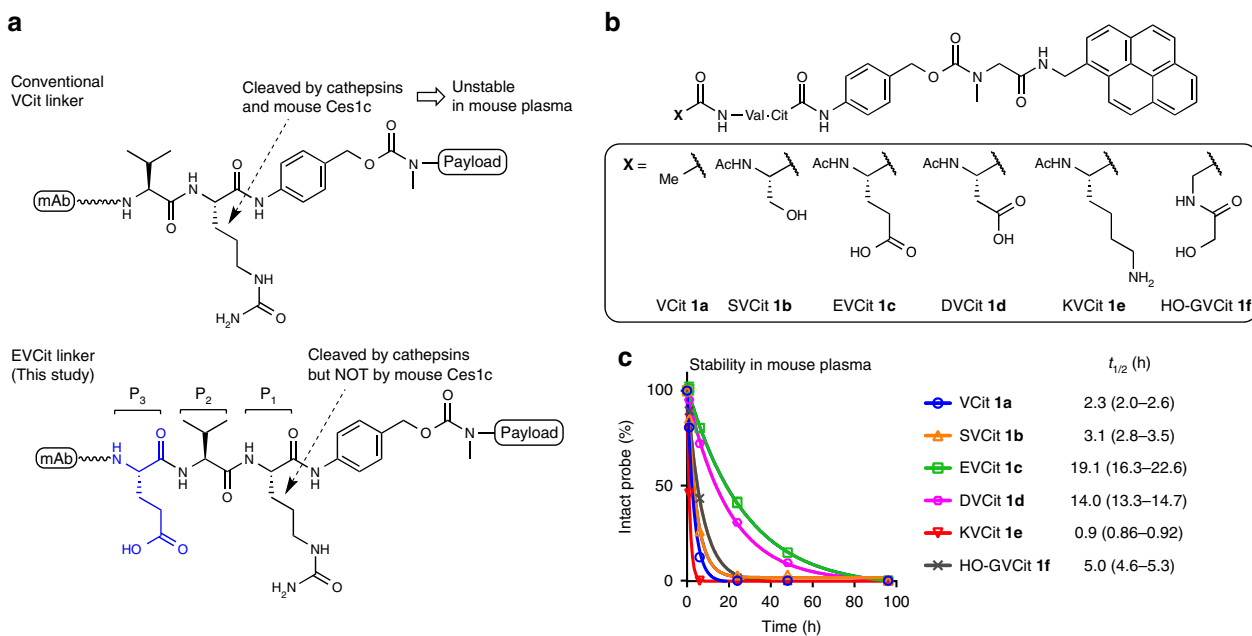 a
Conventional
VCit linker
Cleaved by cathepsins
and mouse Ces1c
Unstable
in mouse plasma
O
H
N
O
O
N
Payload
mAb
N
H
O
N
H
NH
H2N
O
EVCit linker
(This study)
Cleaved by cathepsins
but NOT by mouse Ces1c
P3
P2
P1
O
O
N
Payload
mAb
H
N
O
N
H
O
H
N
O
N
H
HO
O
NH
H2N
O
b
O
X
N
H
Val·Cit
O
N
H
O
O
N
O
H
N
X =
Me
AcHN
OH
AcHN
HO
O
AcHN
O
OH
AcHN
NH2
NH
O
HO
VCit 1a
SVCit 1b
EVCit 1c
DVCit 1d
KVCit 1e
HO-GVCit 1f
c
Stability in mouse plasma
t1/2 (h)
Intact probe (%)
100
50
0
0
20
40
60
80
100
Time (h)
VCit 1a 2.3 (2.0–2.6)
SVCit 1b 3.1 (2.8–3.5)
EVCit 1c 19.1 (16.3–22.6)
DVCit 1d 14.0 (13.3–14.7)
KVCit 1e 0.9 (0.86–0.92)
HO-GVCit 1f 5.0 (4.6–5.3)